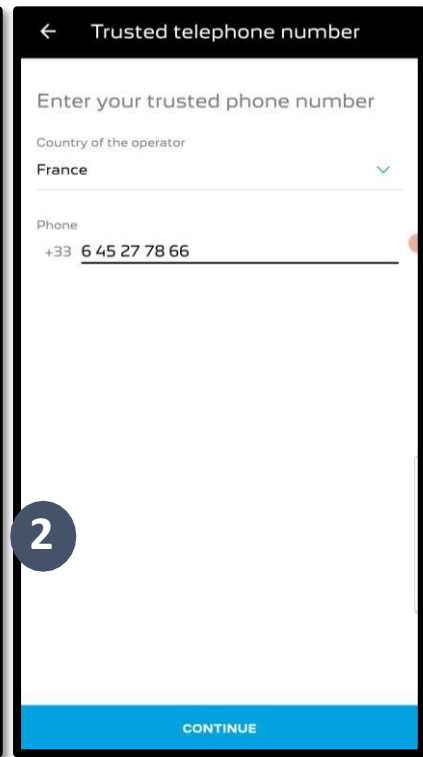 Trusted telephone number
Enter your trusted phone number
Country of the operator
France
Phone
+33 6 45 27 78 66
2
CONTINUE